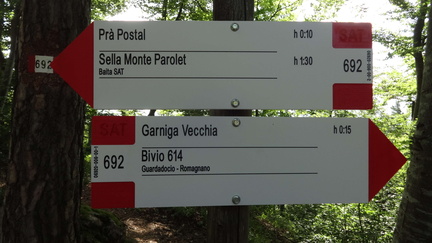 692
Prà Postal h 0:10
SAT
Sella Monte Parolet h 1:30
Baita SAT
692
SAT
Garniga Vecchia h 0:15
692
Bivio 614
Guardadocio - Romagnano